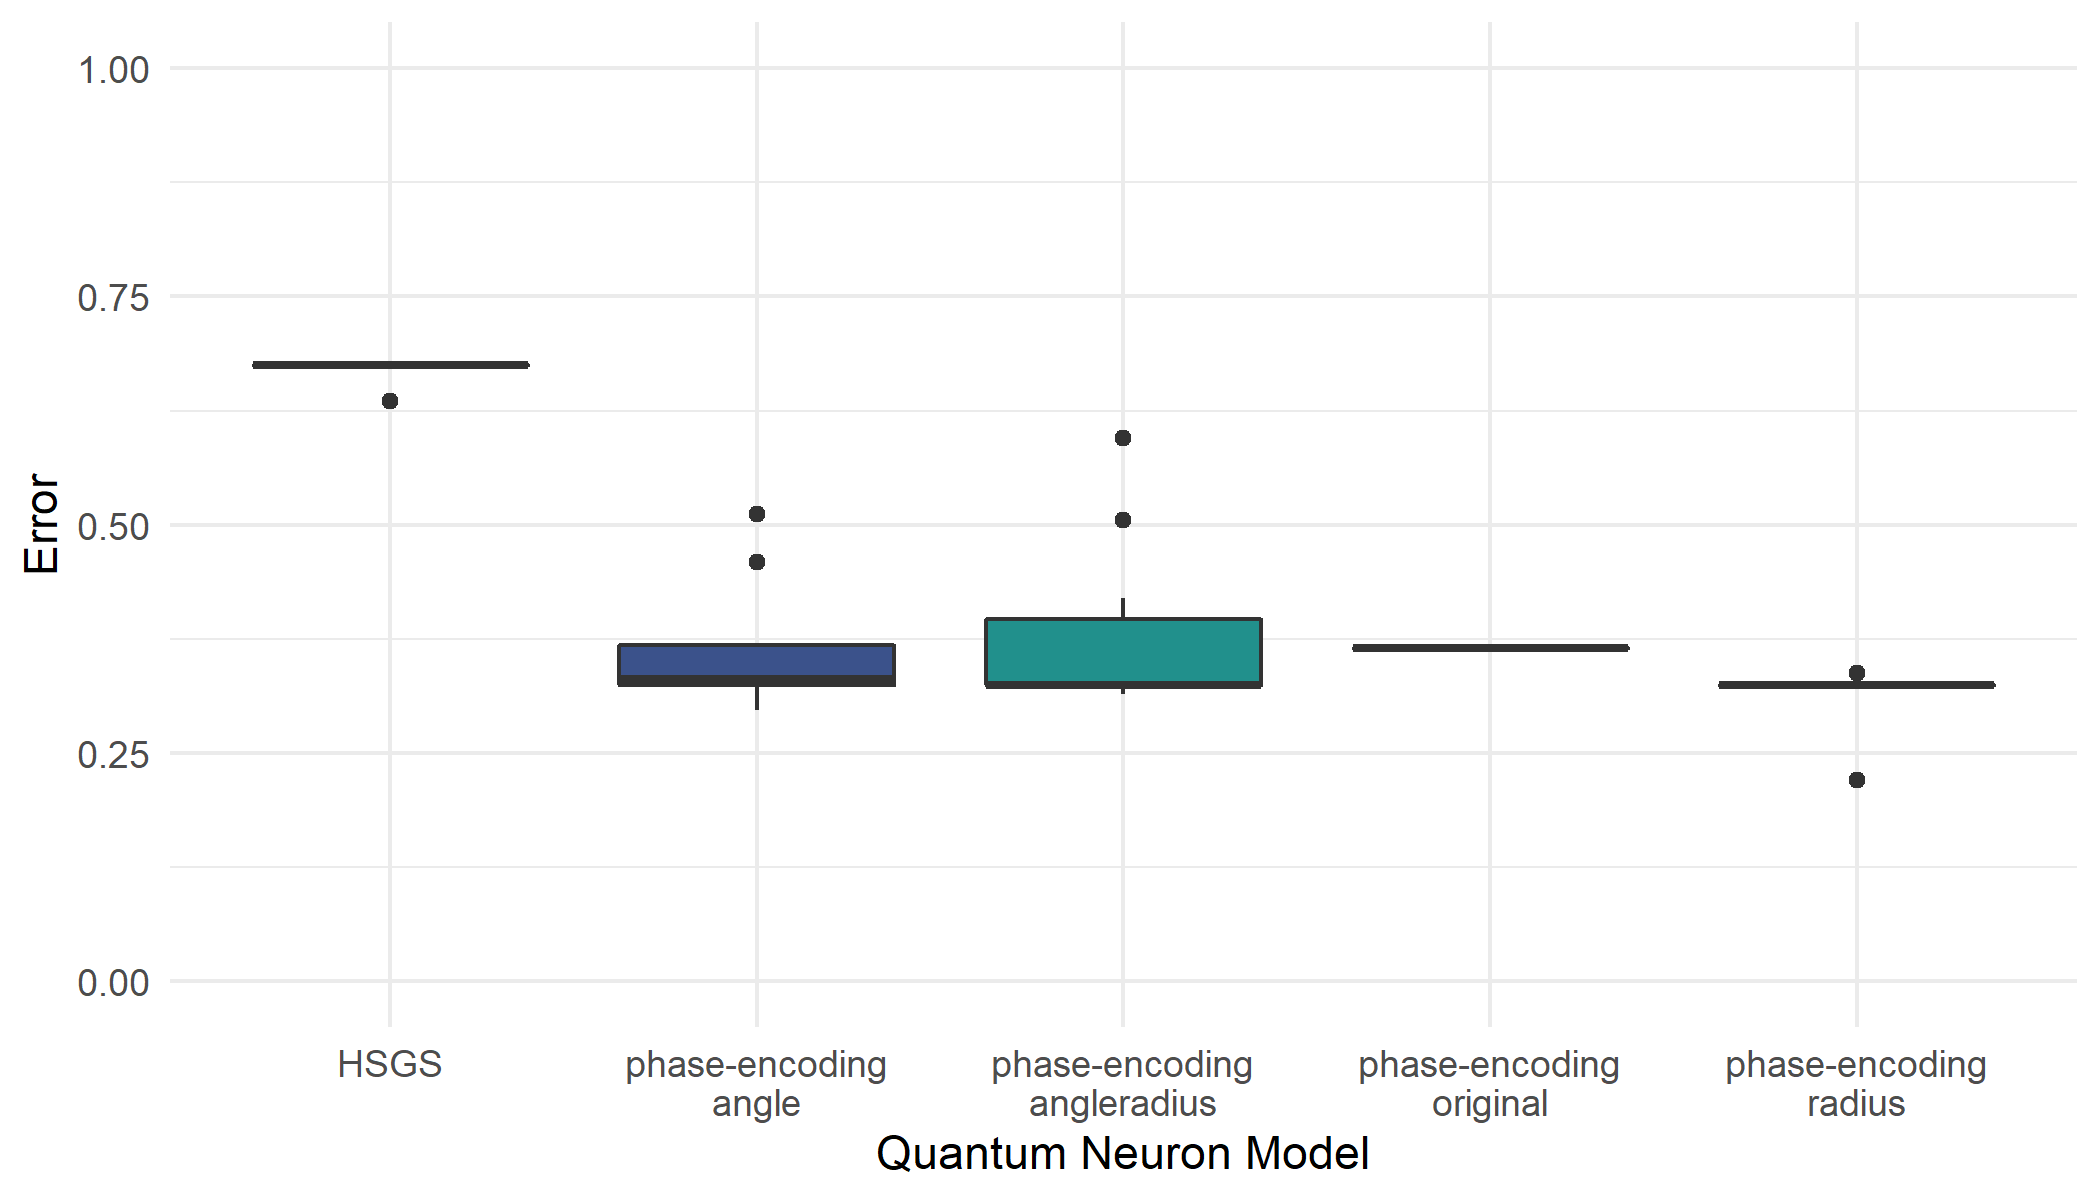 1.00
0.75
0.50
0.25
0.00
Error
HSGS
phase-encoding
angle
phase-encoding
angleradius
phase-encoding
original
phase-encoding
radius
Quantum Neuron Model